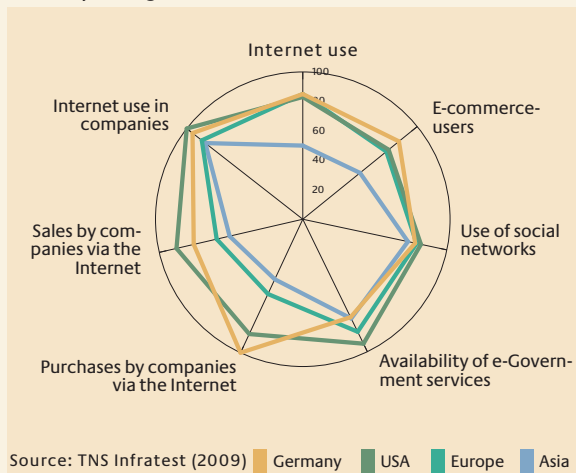 Internet use
100
80
60
40
20
E-commerce-
users
Use of social
networks
Availability of e-Govern-
ment services
Purchases by companies
via the Internet
Sales by com-
panies via the
Internet
Internet use in
companies
Source: TNS Infratest (2009) Germany USA Europe Asia